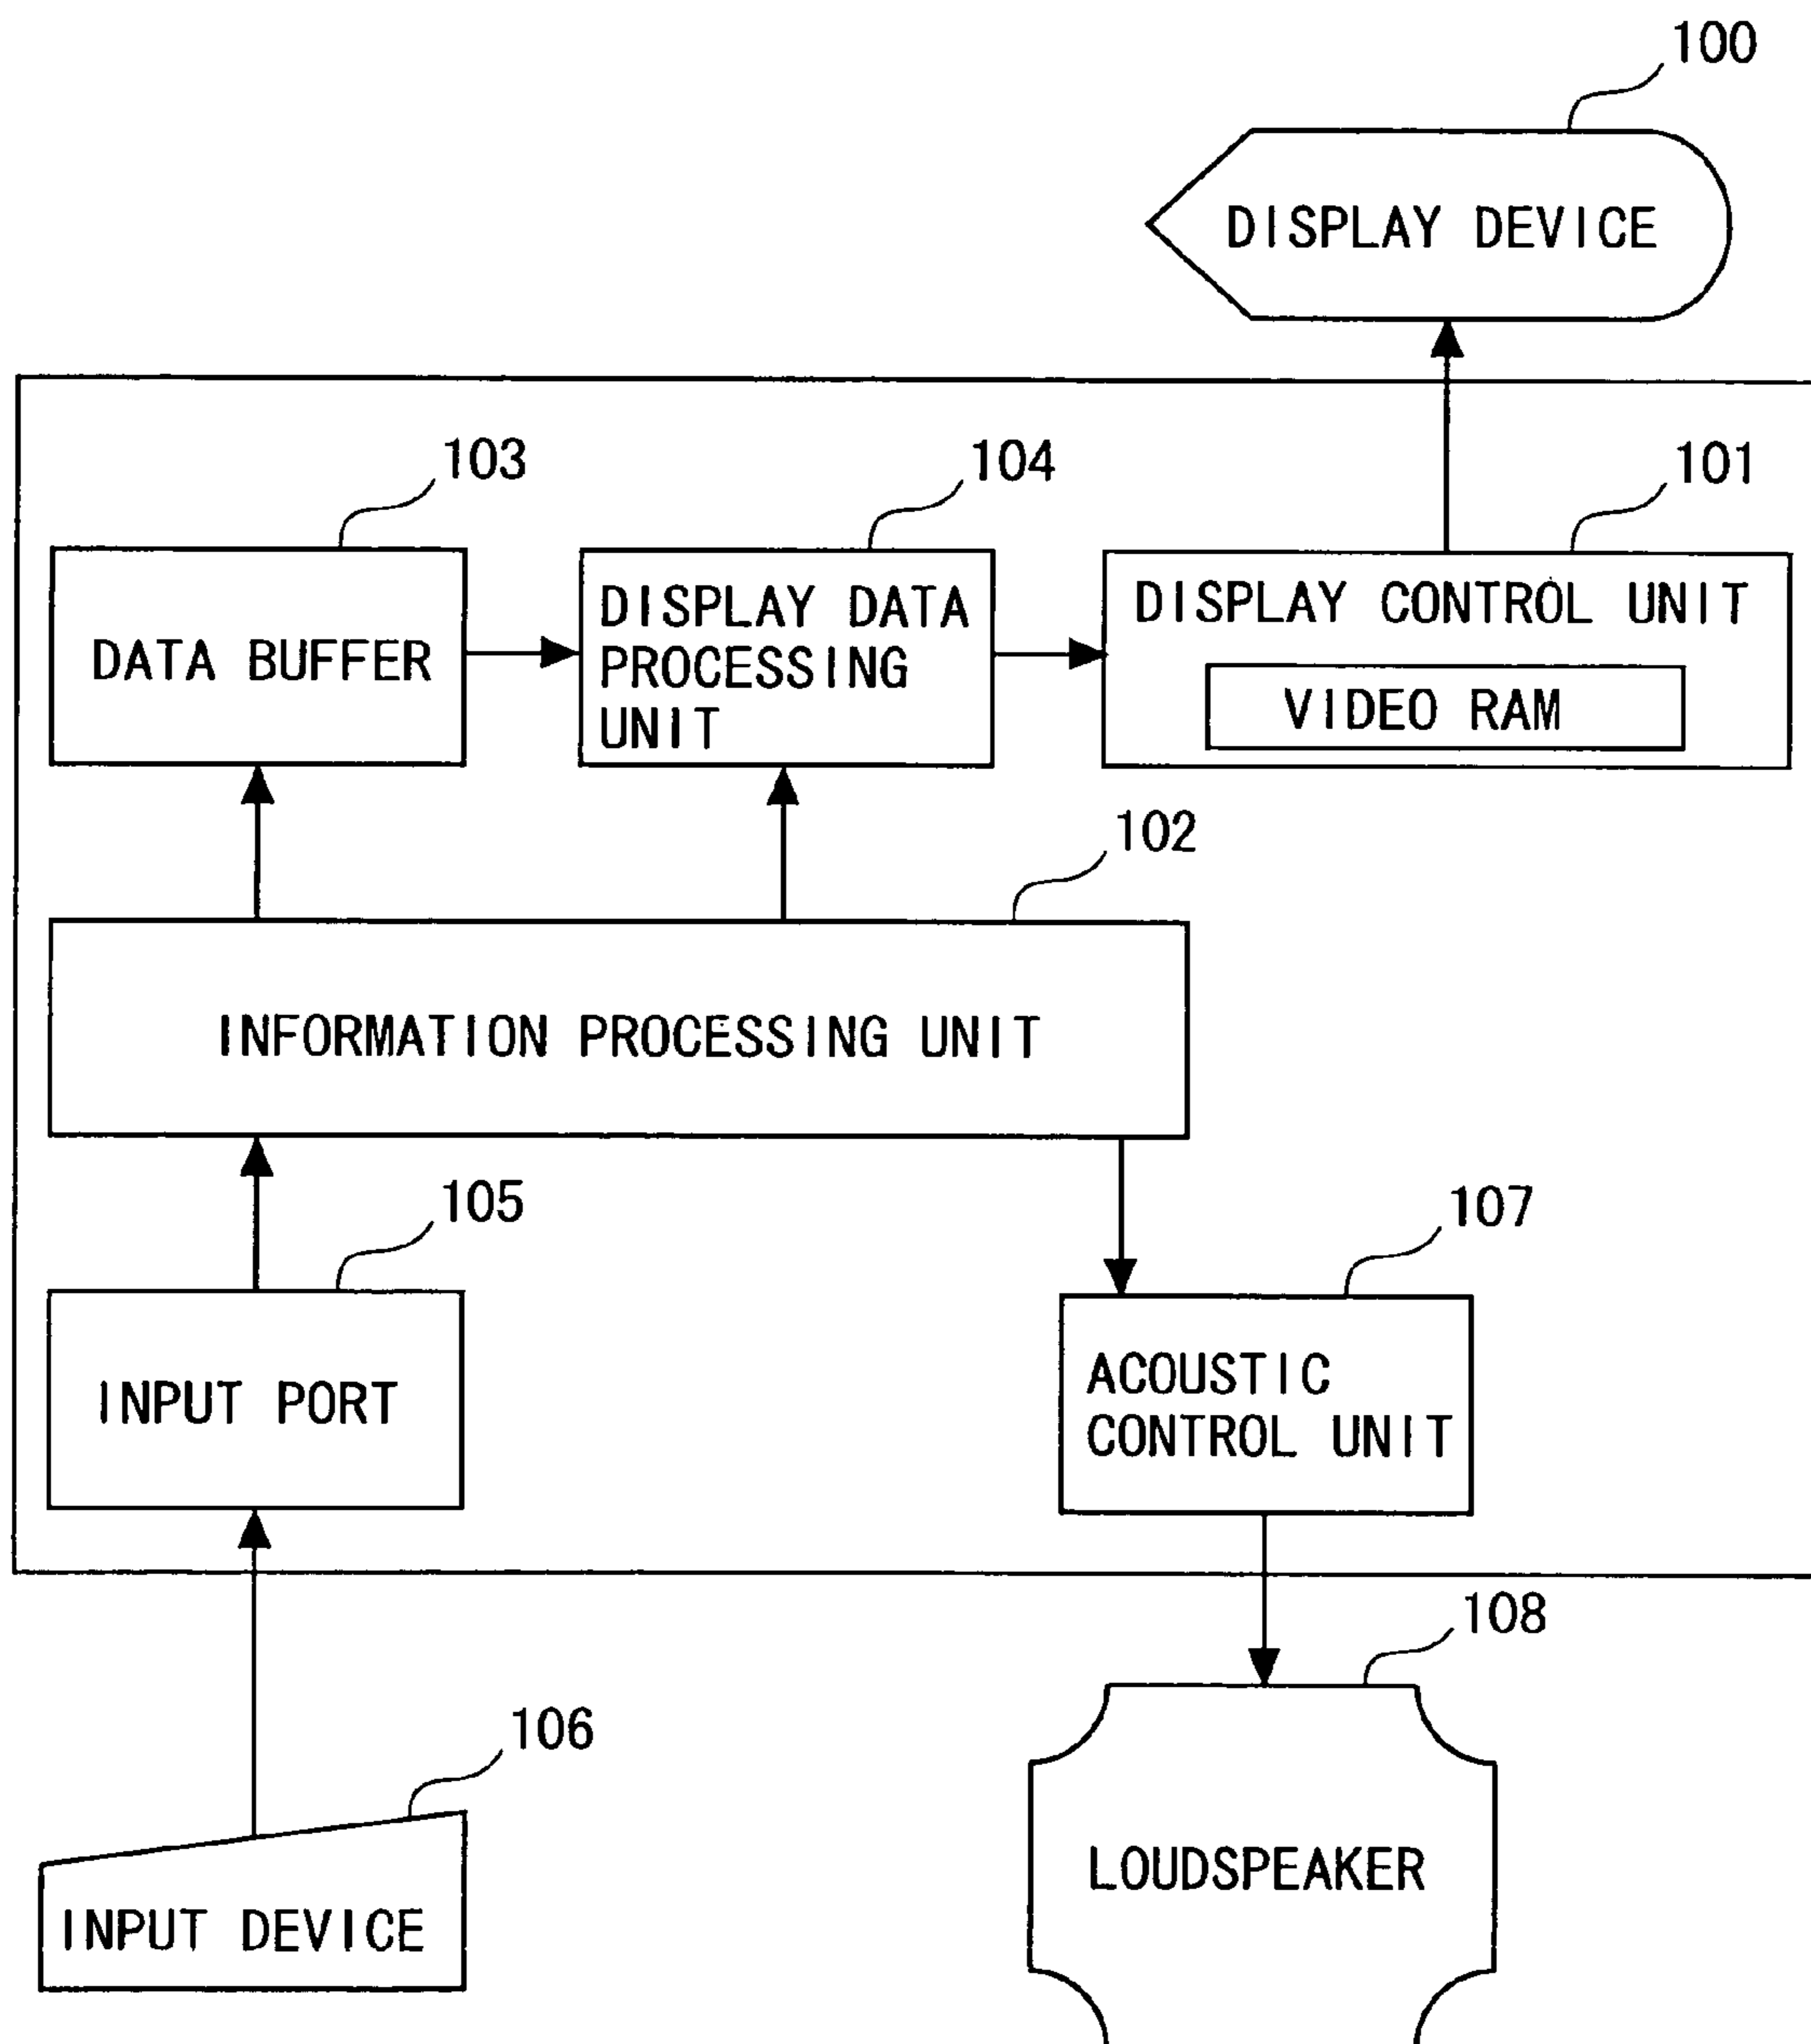 100
DISPLAY DEVICE
103
104
101
DATA BUFFER
DISPLAY DATA
PROCESSING
UNIT
DISPLAY CONTROL UNIT
VIDEO RAM
102
INFORMATION PROCESSING UNIT
105
107
INPUT PORT
ACOUSTIC
CONTROL UNIT
108
106
LOUDSPEAKER
INPUT DEVICE